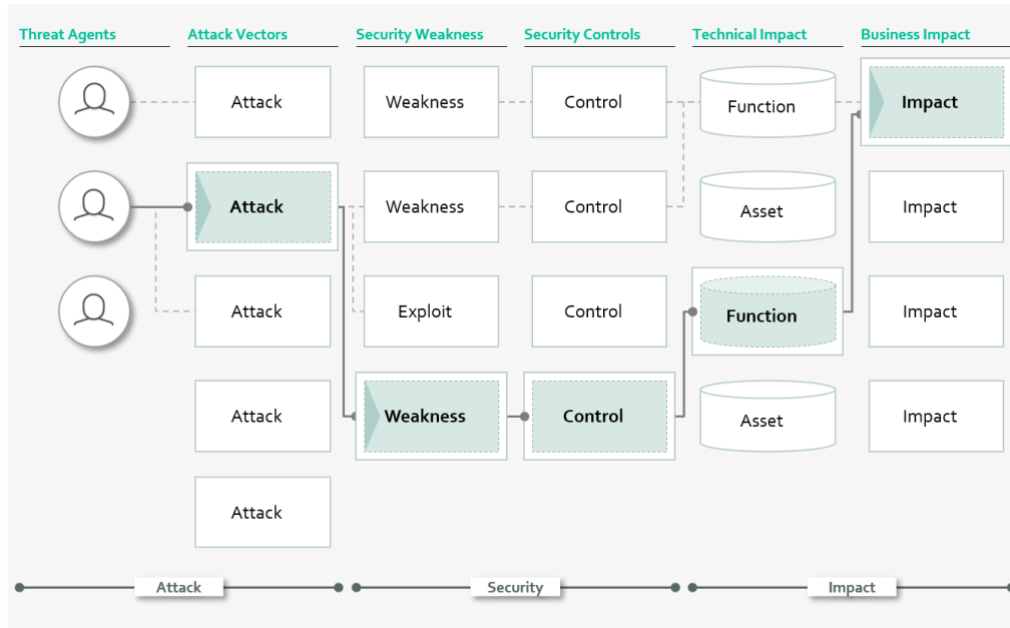 Threat Agents
Attack Vectors
Security Weakness
Security Controls
Technical Impact
Business Impact
Attack
Weakness
Control
Function
Impact
Attack
Weakness
Control
Asset
Impact
Attack
Exploit
Control
Function
Impact
Attack
Weakness
Control
Asset
Impact
Attack
Attack
Security
Impact